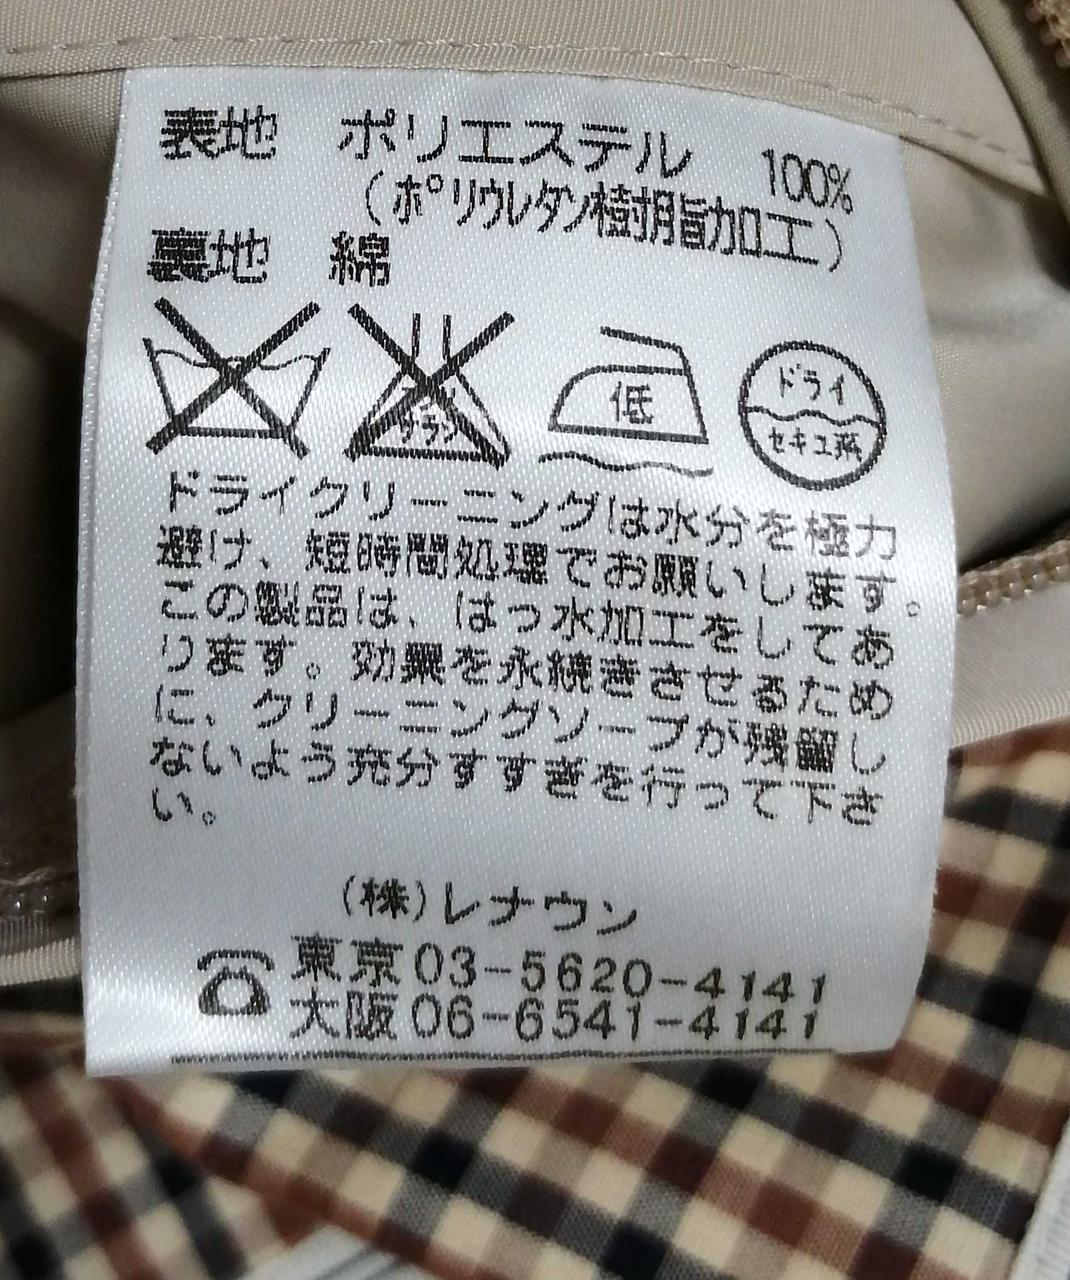 表地 ポリエステル 100%
(ポリウレタン樹脂加工)
裏地 綿
サラシ
低
ドライ
セキユ系
ドライクリーニングは水分を極力
避け、短時間処理でお願いします。
この製品は、はっ水加工をしてあ
ります。効果を永続きさせるため
に、クリーニングソープが残留し
ないよう充分すすぎを行って下さ
い。
(株)レナウン
東京03-5620-4141
大阪06-6541-4141